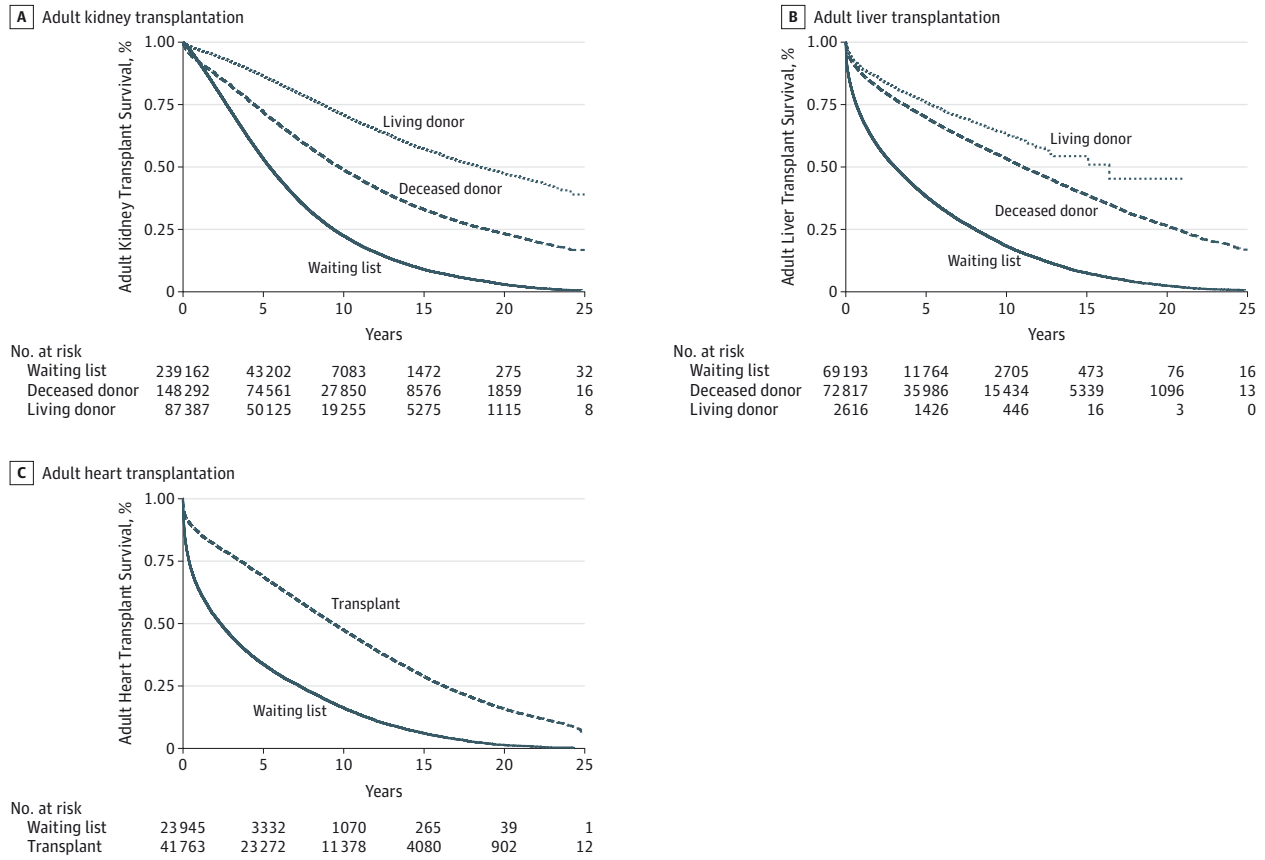 A Adult kidney transplantation
Adult Kidney Transplant Survival, %
1.00
0.75
0.50
0.25
0
Living donor
Deceased donor
Waiting list
0 5 10 15 20 25
Years
No. at risk
Waiting list 239162 43202 7083 1472 275 32
Deceased donor 148292 74561 27850 8576 1859 16
Living donor 87387 50125 19255 5275 1115 8
B Adult liver transplantation
Adult Liver Transplant Survival, %
1.00
0.75
0.50
0.25
0
Living donor
Deceased donor
Waiting list
0 5 10 15 20 25
Years
No. at risk
Waiting list 69193 11764 2705 473 76 16
Deceased donor 72817 35986 15434 5339 1096 13
Living donor 2616 1426 446 16 3 0
C Adult heart transplantation
Adult Heart Transplant Survival, %
1.00
0.75
0.50
0.25
0
Transplant
Waiting list
0 5 10 15 20 25
Years
No. at risk
Waiting list 23945 3332 1070 265 39 1
Transplant 41763 23272 11378 4080 902 12